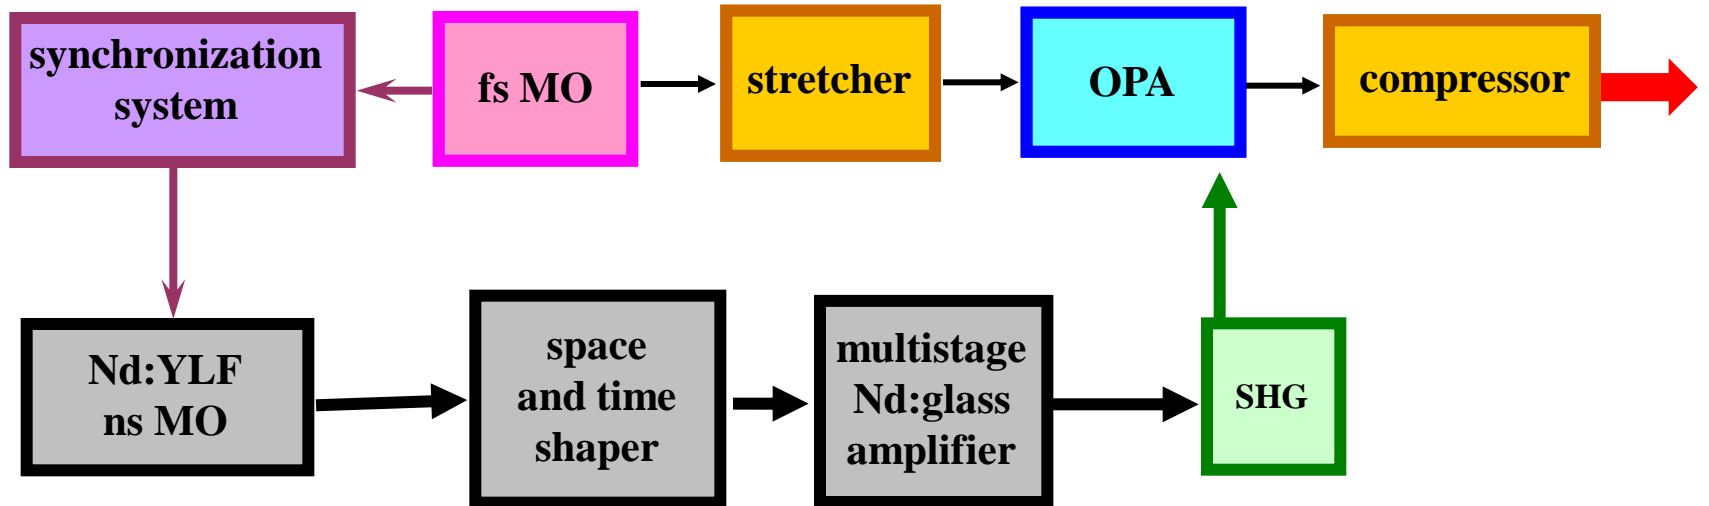 synchronization
system
fs MO
stretcher
OPA
compressor
Nd:YLF
ns MO
space
and time
shaper
multistage
Nd:glass
amplifier
SHG